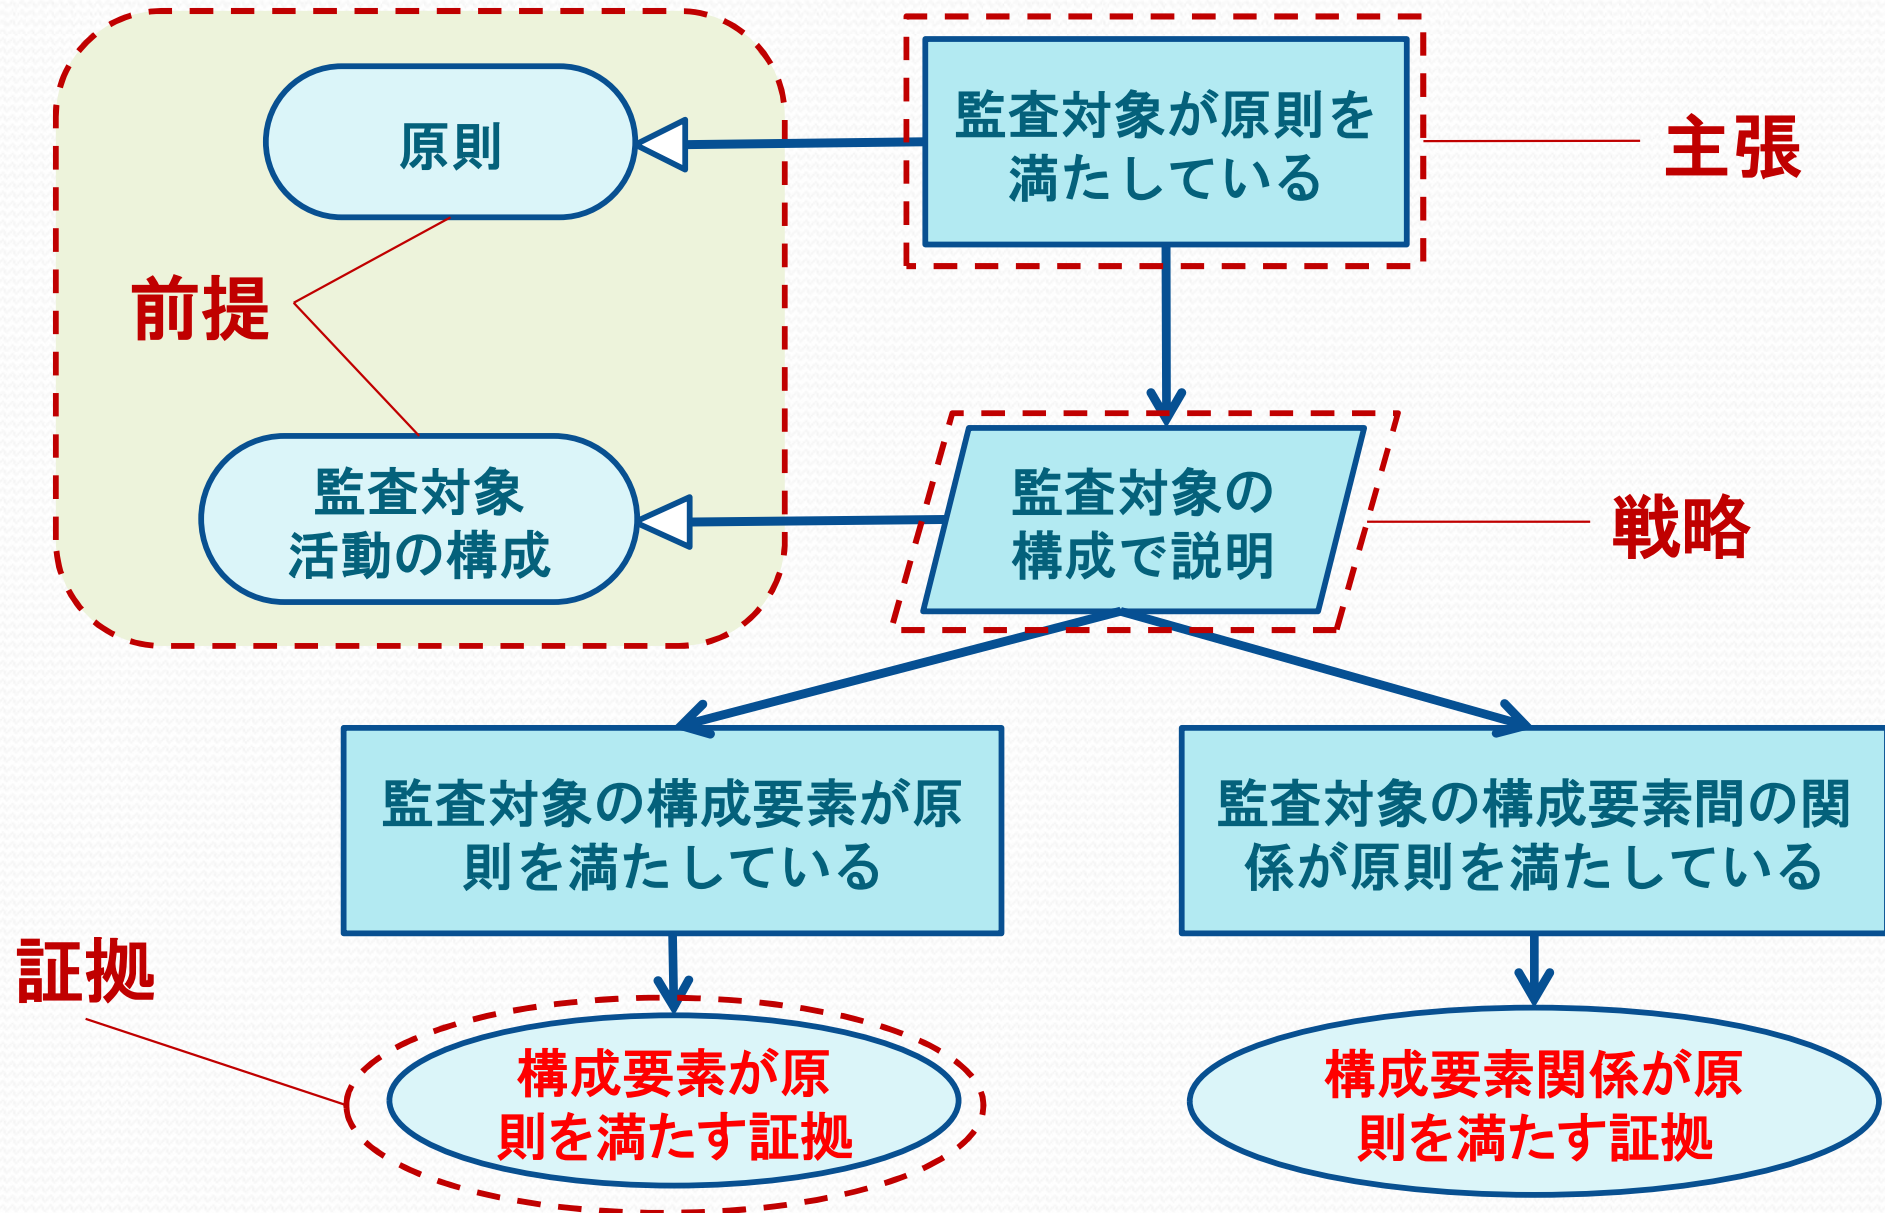 原則
監査対象が原則を
満たしている
主張
前提
監査対象
活動の構成
監査対象の
構成で説明
戦略
監査対象の構成要素が原
則を満たしている
監査対象の構成要素間の関
係が原則を満たしている
証拠
構成要素が原
則を満たす証拠
構成要素関係が原
則を満たす証拠